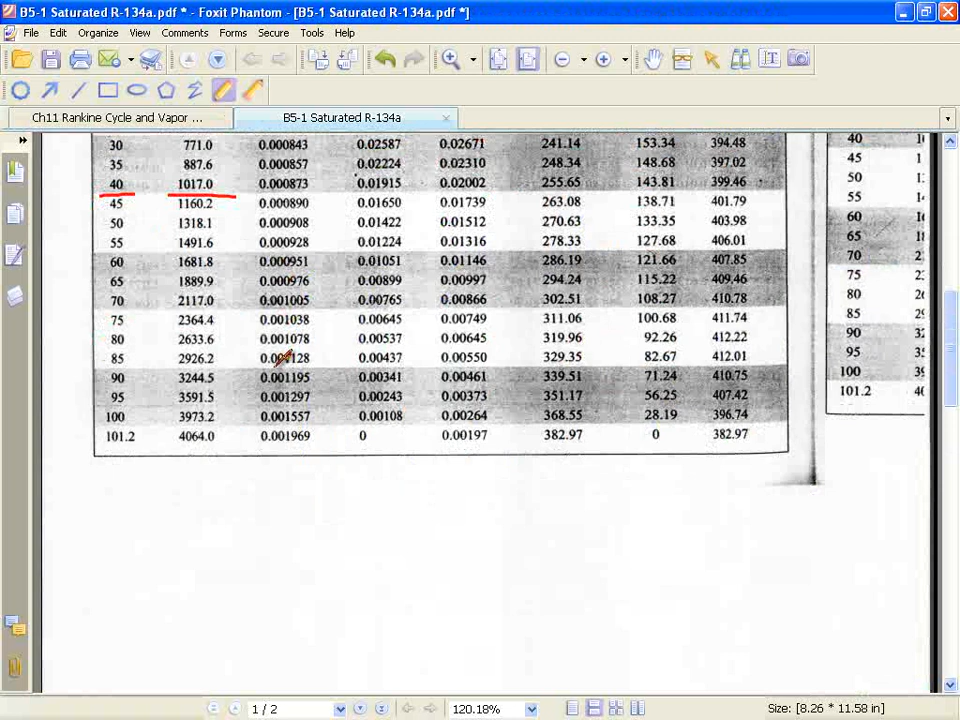 B5-1 Saturated R-134a.pdf * - Foxit Phantom - [B5-1 Saturated R-134a.pdf *]
File Edit Organize View Comments Forms Secure Tools Help
Ch11 Rankine Cycle and Vapor ... B5-1 Saturated R-134a
30 771.0 0.000843 0.02587 0.02671 241.14 153.34 394.48 40
35 887.6 0.000857 0.02224 0.02310 248.34 148.68 397.02 45
40 1017.0 0.000873 0.01915 0.02002 255.65 143.81 399.46 50
45 1160.2 0.000890 0.01650 0.01739 263.08 138.71 401.79 55
50 1318.1 0.000908 0.01422 0.01512 270.63 133.35 403.98 60
55 1491.6 0.000928 0.01224 0.01316 278.33 127.68 406.01 65
60 1681.8 0.000951 0.01051 0.01146 286.19 121.66 407.85 70
65 1889.9 0.000976 0.00899 0.00997 294.24 115.22 409.46 75
70 2117.0 0.001005 0.00765 0.00866 302.51 108.27 410.78 80
75 2364.4 0.001038 0.00645 0.00749 311.06 100.68 411.74 85
80 2633.6 0.001078 0.00537 0.00645 319.96 92.26 412.22 90
85 2926.2 0.001128 0.00437 0.00550 329.35 82.67 412.01 95
90 3244.5 0.001195 0.00341 0.00461 339.51 71.24 410.75 100
95 3591.5 0.001297 0.00243 0.00373 351.17 56.25 407.42 101.2
100 3973.2 0.001557 0.00108 0.00264 368.55 28.19 396.74
101.2 4064.0 0.001969 0 0.00197 382.97 0 382.97
1 / 2 120.18% Size: [8.26 * 11.58 in]